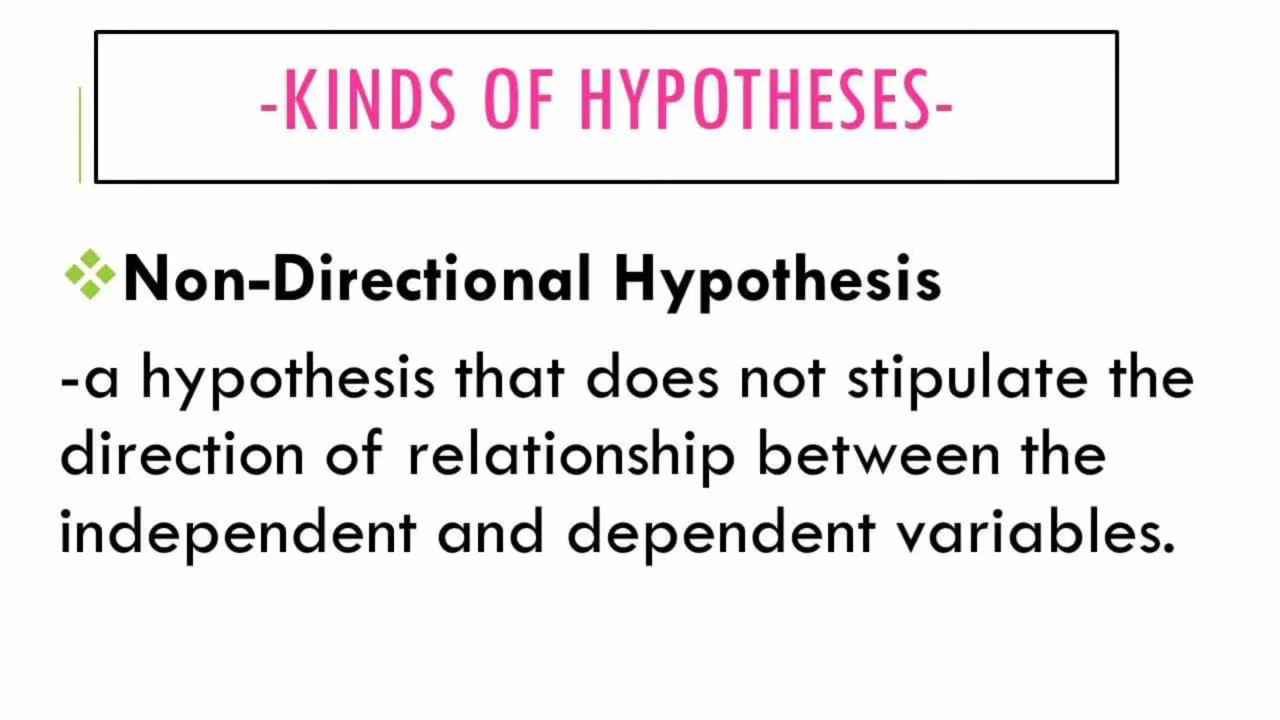 -KINDS OF HYPOTHESES-
Non-Directional Hypothesis
-a hypothesis that does not stipulate the
direction of relationship between the
independent and dependent variables.